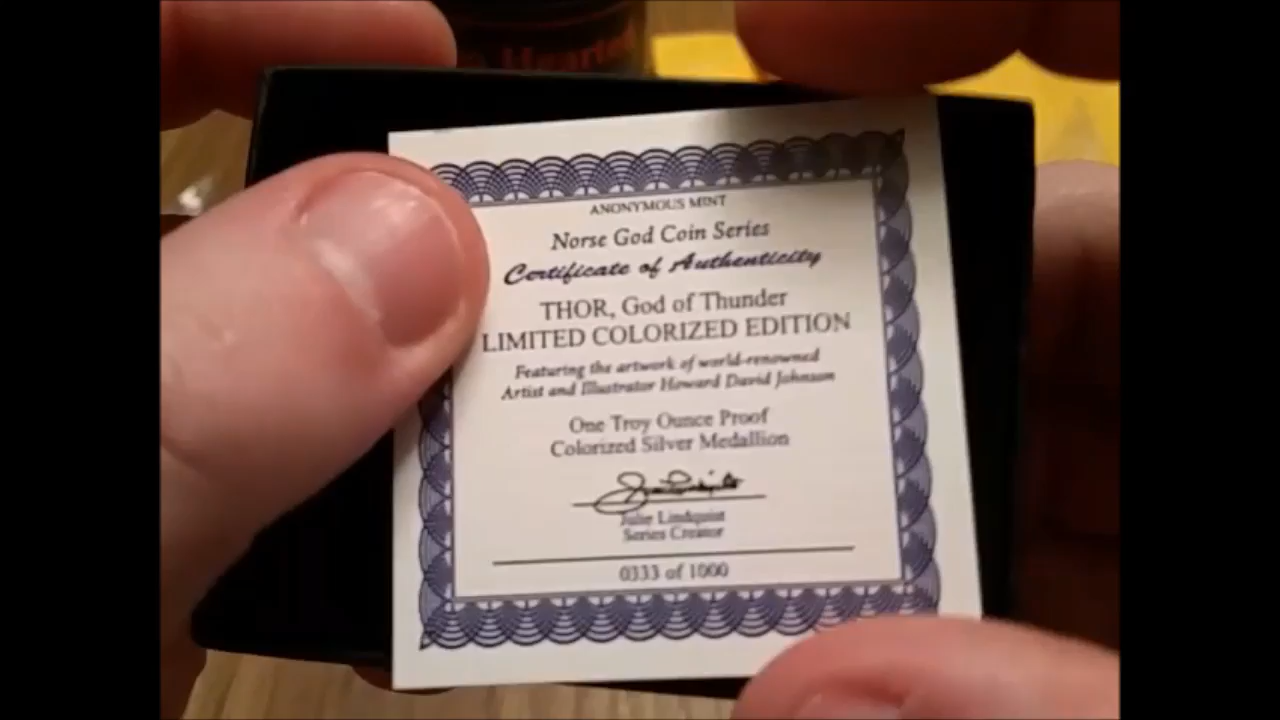 Hearted
ANONYMOUS MINT
Norse God Coin Series
Certificate of Authenticity
THOR, God of Thunder
LIMITED COLORIZED EDITION
Featuring the artwork of world-renowned
Artist and Illustrator Howard David Johnson
One Troy Ounce Proof
Colorized Silver Medallion
Julie Lindquist
Series Creator
0333 of 1000